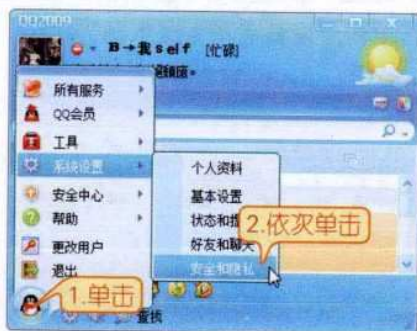 QQ2009
B→我self [忙碌]
所有服务
QQ会员
工具
系统设置
个人资料
安全中心
基本设置
帮助
状态和提
2.依次单击
更改用户
好友和聊天
退出
安全和隐私
1.单击
查找